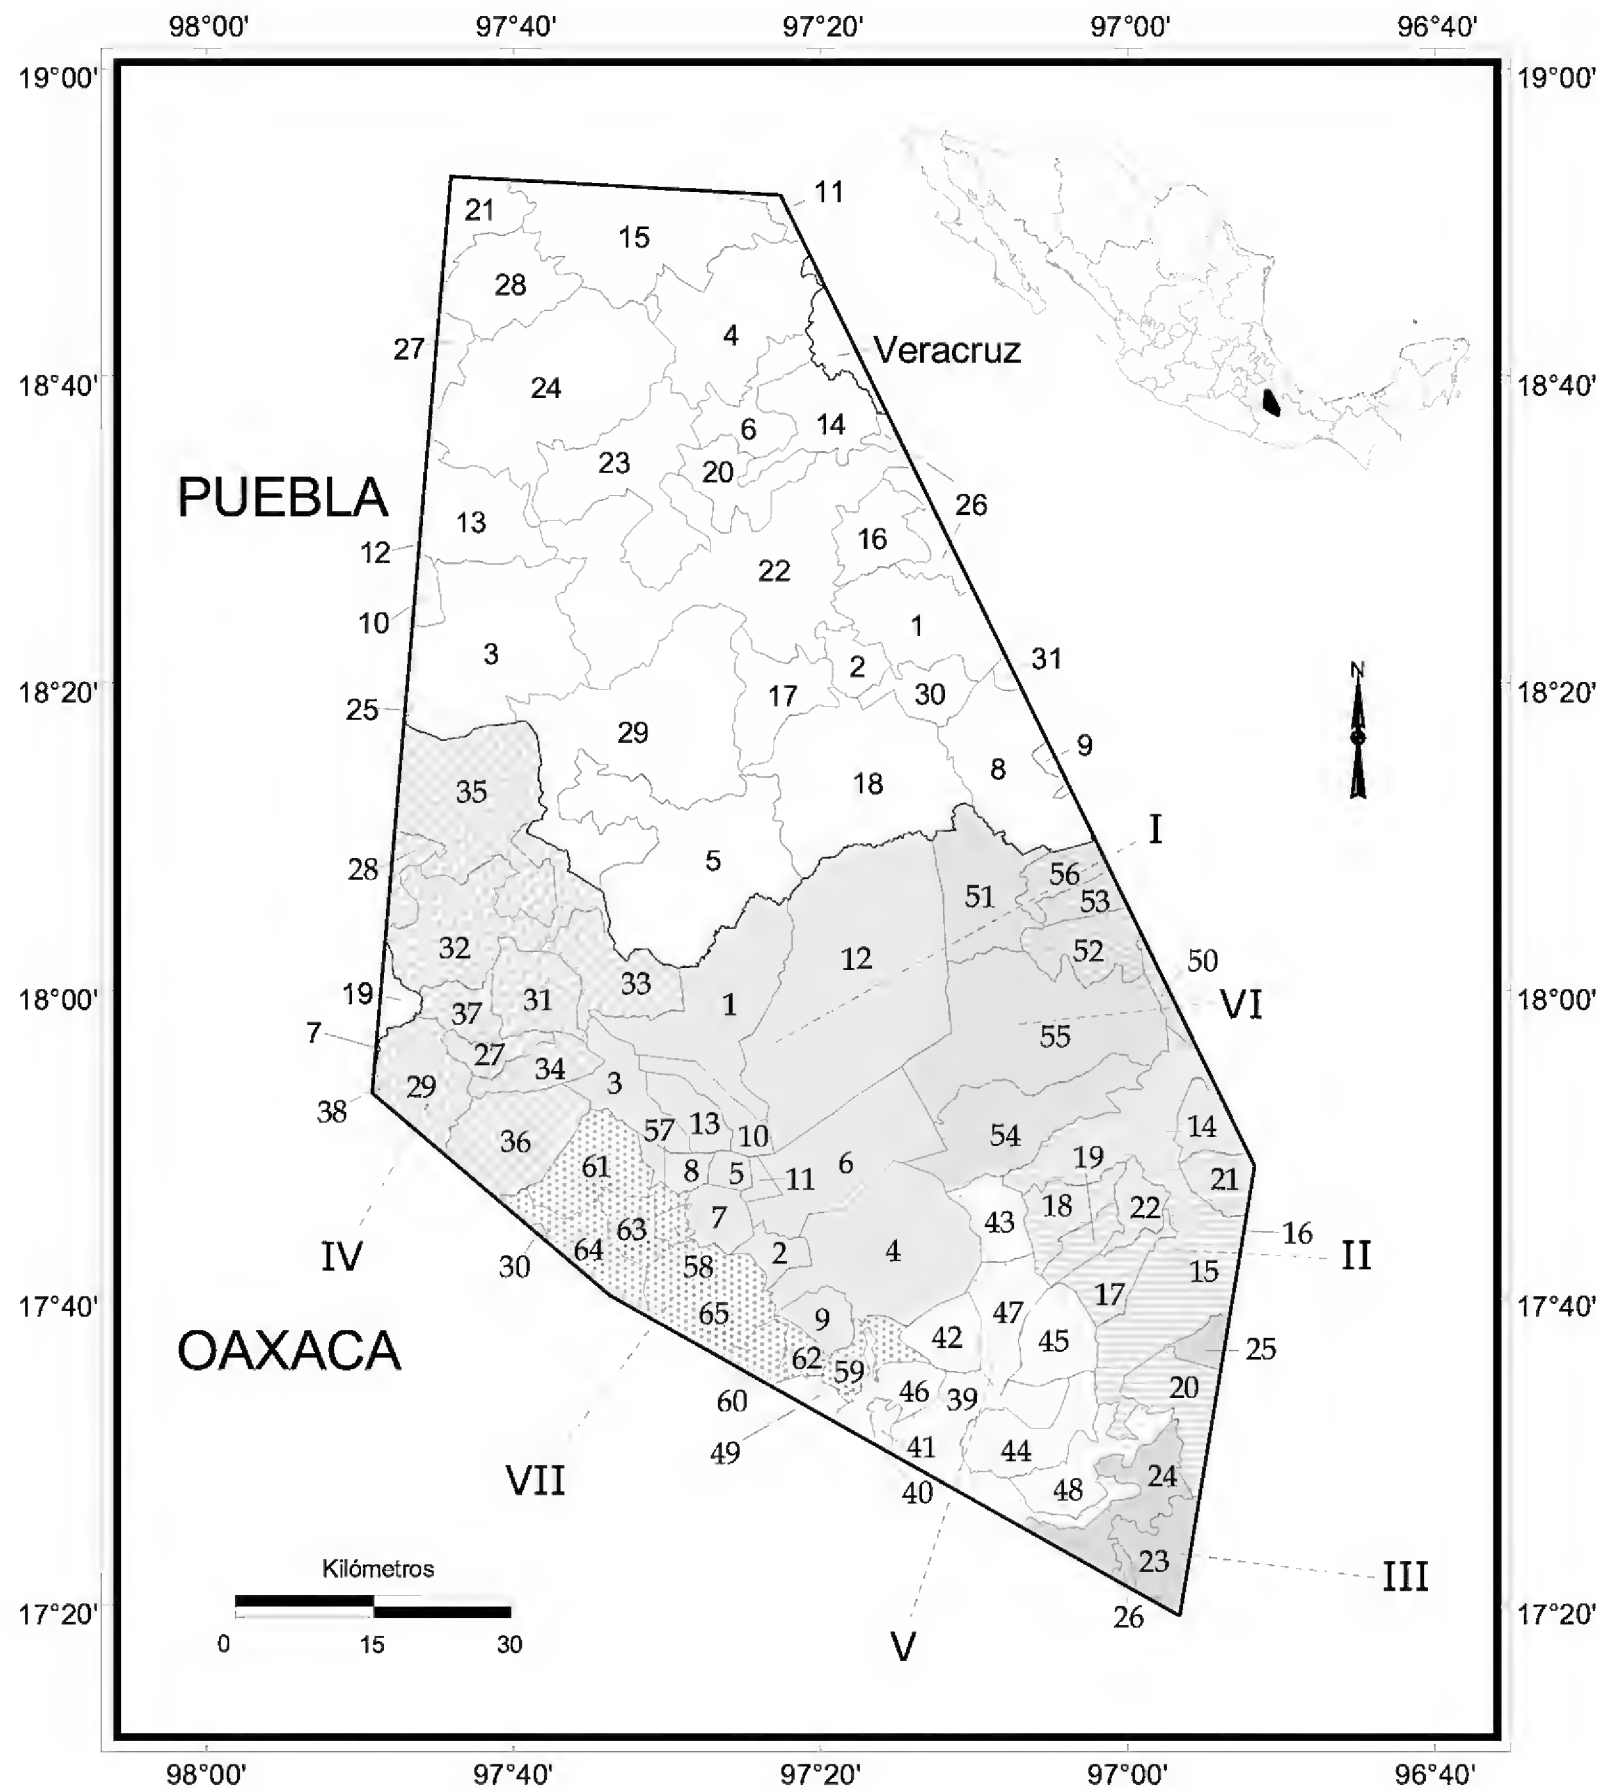 98°00' 97°40' 97°20' 97°00' 96°40'
19°00' 19°00'
11
21
15
28
4
27 Veracruz
24
18°40' 18°40'
6 14
23
20
PUEBLA
26
13
16
12
22
10 1
3 2 31
30
17
18°20' 18°20'
25
29 9
8
18
35
I
5
28 56
51 53
32 12 52
50
33
19 31 1
18°00' 18°00'
37 VI
7 55
27
34
29 3
38
57 13 10 54 14
36
61 8 5 11 6 19
21
18 22
7 43
63 16
64 2 4
IV II
30 58 15
17
65 9 47
17°40' 17°40'
42 45
OAXACA 25
62 59
46 39 20
60
49 41 44
VII 24
40 48
Kilómetros 23
III
17°20' 17°20'
26
0 15 30
V
98°00' 97°40' 97°20' 97°00' 96°40'
N